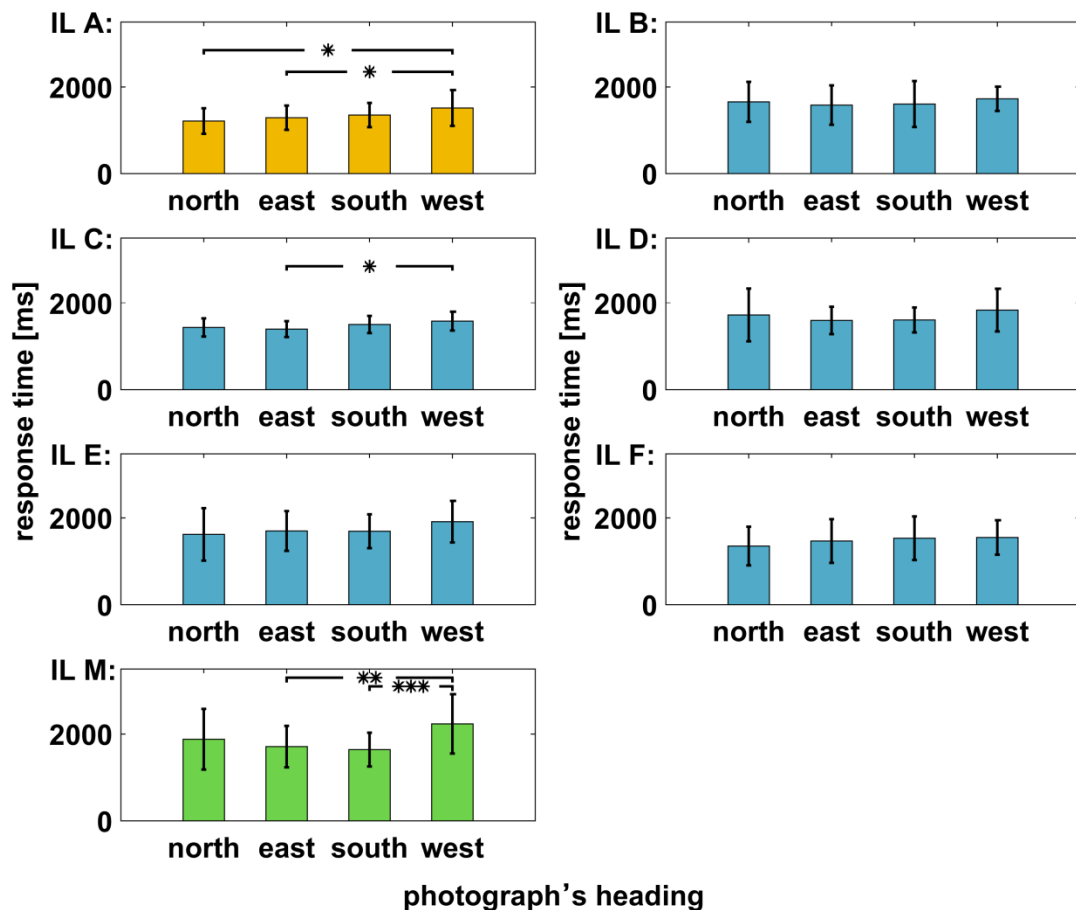 IL A:
*
*
2000
0
north east south west
IL B:
2000
0
north east south west
IL C:
*
2000
0
north east south west
IL D:
2000
0
north east south west
IL E:
2000
0
north east south west
IL F:
2000
0
north east south west
IL M:
**
***
2000
0
north east south west
response time [ms]
response time [ms]
photograph's heading